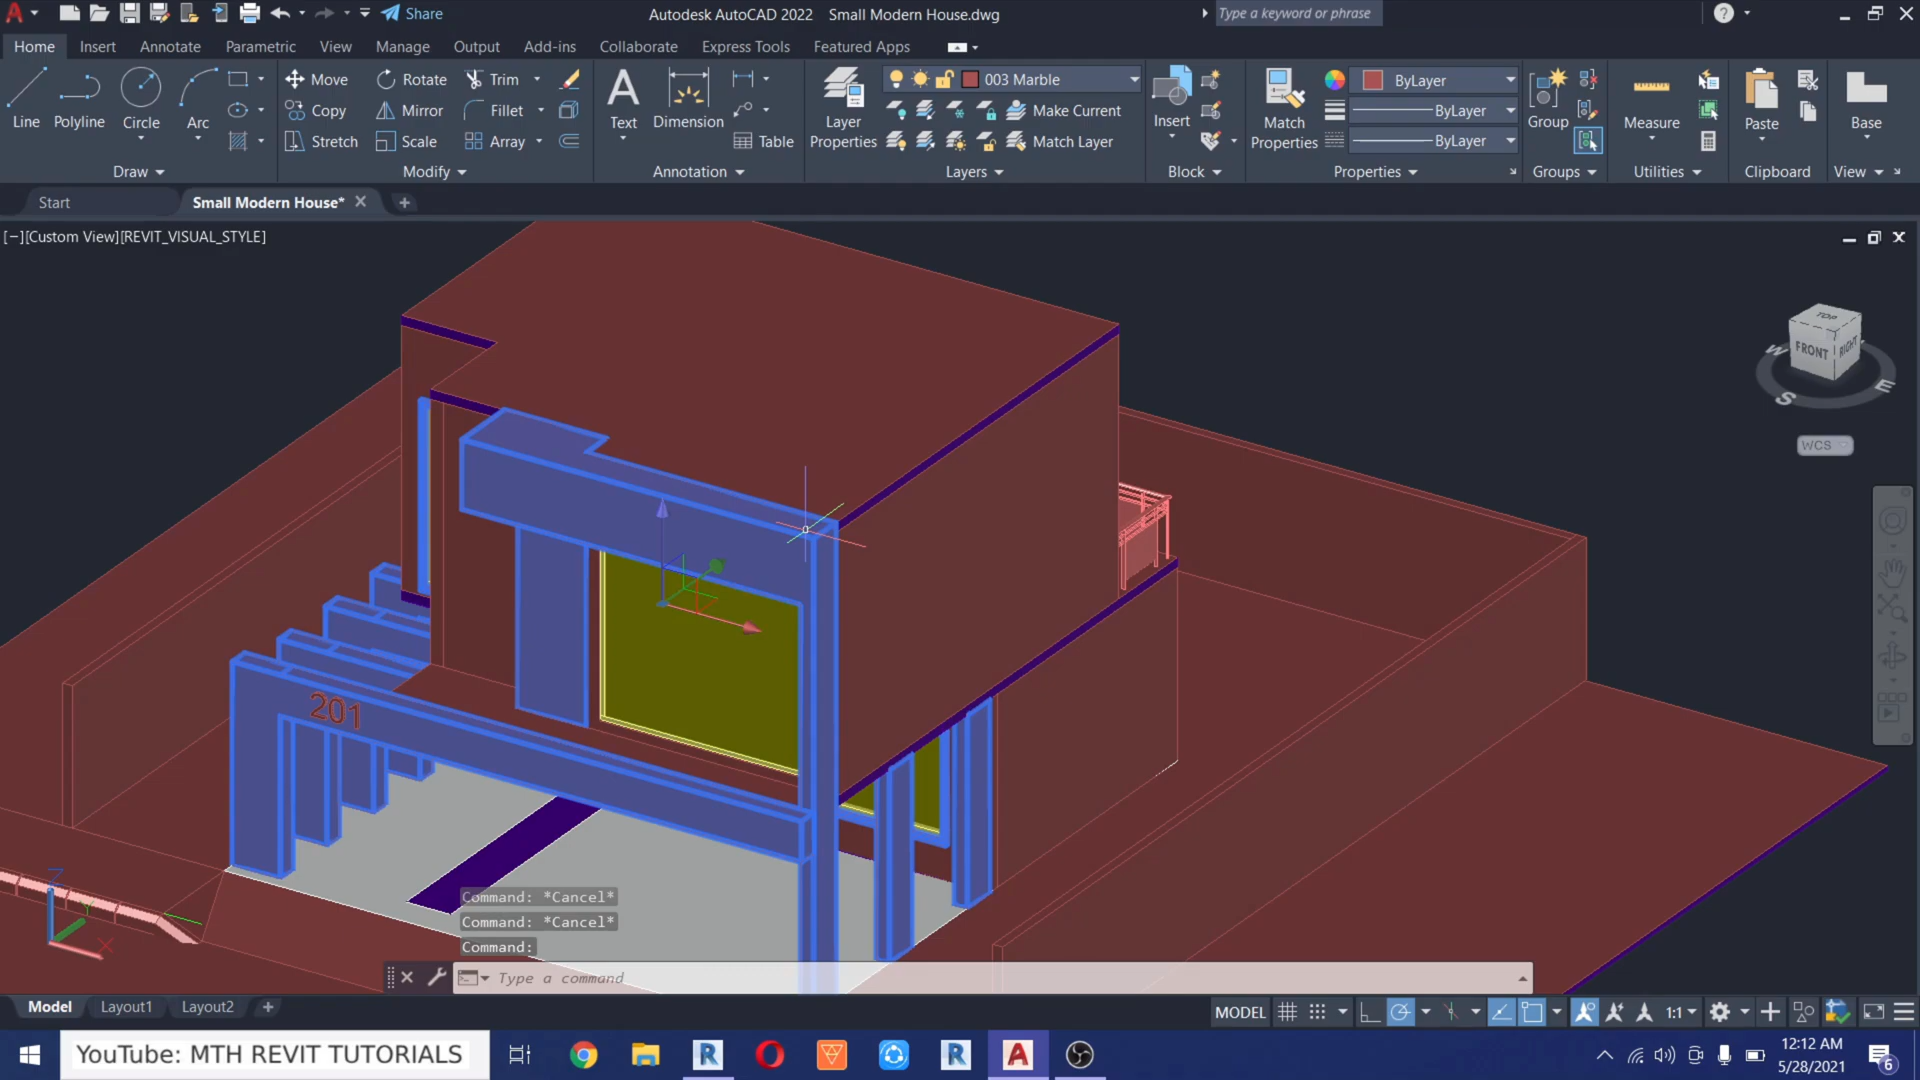 Share
Autodesk AutoCAD 2022 Small Modern House.dwg
Type a keyword or phrase
Home Insert Annotate Parametric View Manage Output Add-ins Collaborate Express Tools Featured Apps
Line
Polyline
Circle
Arc
Draw
Move
Rotate
Trim
Copy
Mirror
Fillet
Stretch
Scale
Array
Modify
Text
Dimension
Table
Annotation
Layer
Properties
003 Marble
Make Current
Match Layer
Layers
Insert
Block
Match
Properties
ByLayer
ByLayer
ByLayer
Properties
Group
Groups
Measure
Utilities
Paste
Clipboard
Base
View
Start
Small Modern House*
[−][Custom View][REVIT_VISUAL_STYLE]
TOP
FRONT
RIGHT
W
S
E
WCS
201
Z
Y
X
Command: *Cancel*
Command: *Cancel*
Command:
Type a command
Model Layout1 Layout2
MODEL
1:1
YouTube: MTH REVIT TUTORIALS
12:12 AM
5/28/2021
6